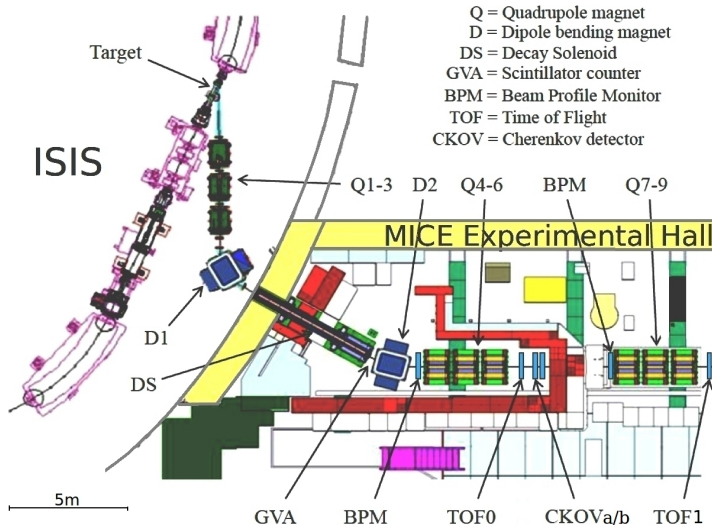 Q = Quadrupole magnet
D = Dipole bending magnet
DS = Decay Solenoid
GVA = Scintillator counter
BPM = Beam Profile Monitor
TOF = Time of Flight
CKOV = Cherenkov detector
Target
ISIS
Q1-3 D2 Q4-6 BPM Q7-9
MICE Experimental Hall
D1
DS
5m
GVA BPM TOF0 CKOVa/b TOF1